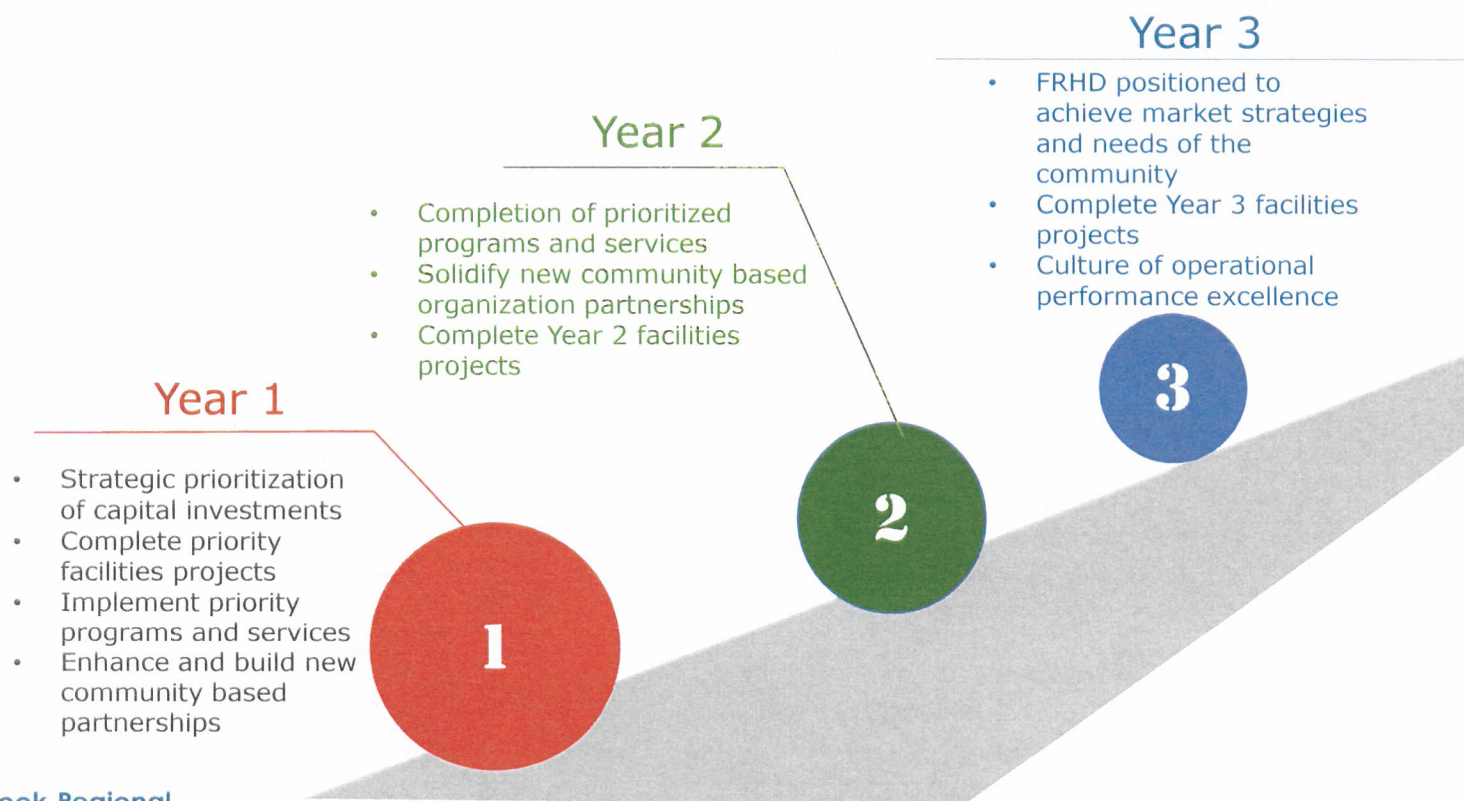 Year 1
• Strategic prioritization
of capital investments
• Complete priority
facilities projects
• Implement priority
programs and services
• Enhance and build new
community based
partnerships
1
Year 2
• Completion of prioritized
programs and services
• Solidify new community based
organization partnerships
• Complete Year 2 facilities
projects
2
Year 3
• FRHD positioned to
achieve market strategies
and needs of the
community
• Complete Year 3 facilities
projects
• Culture of operational
performance excellence
3
Regional